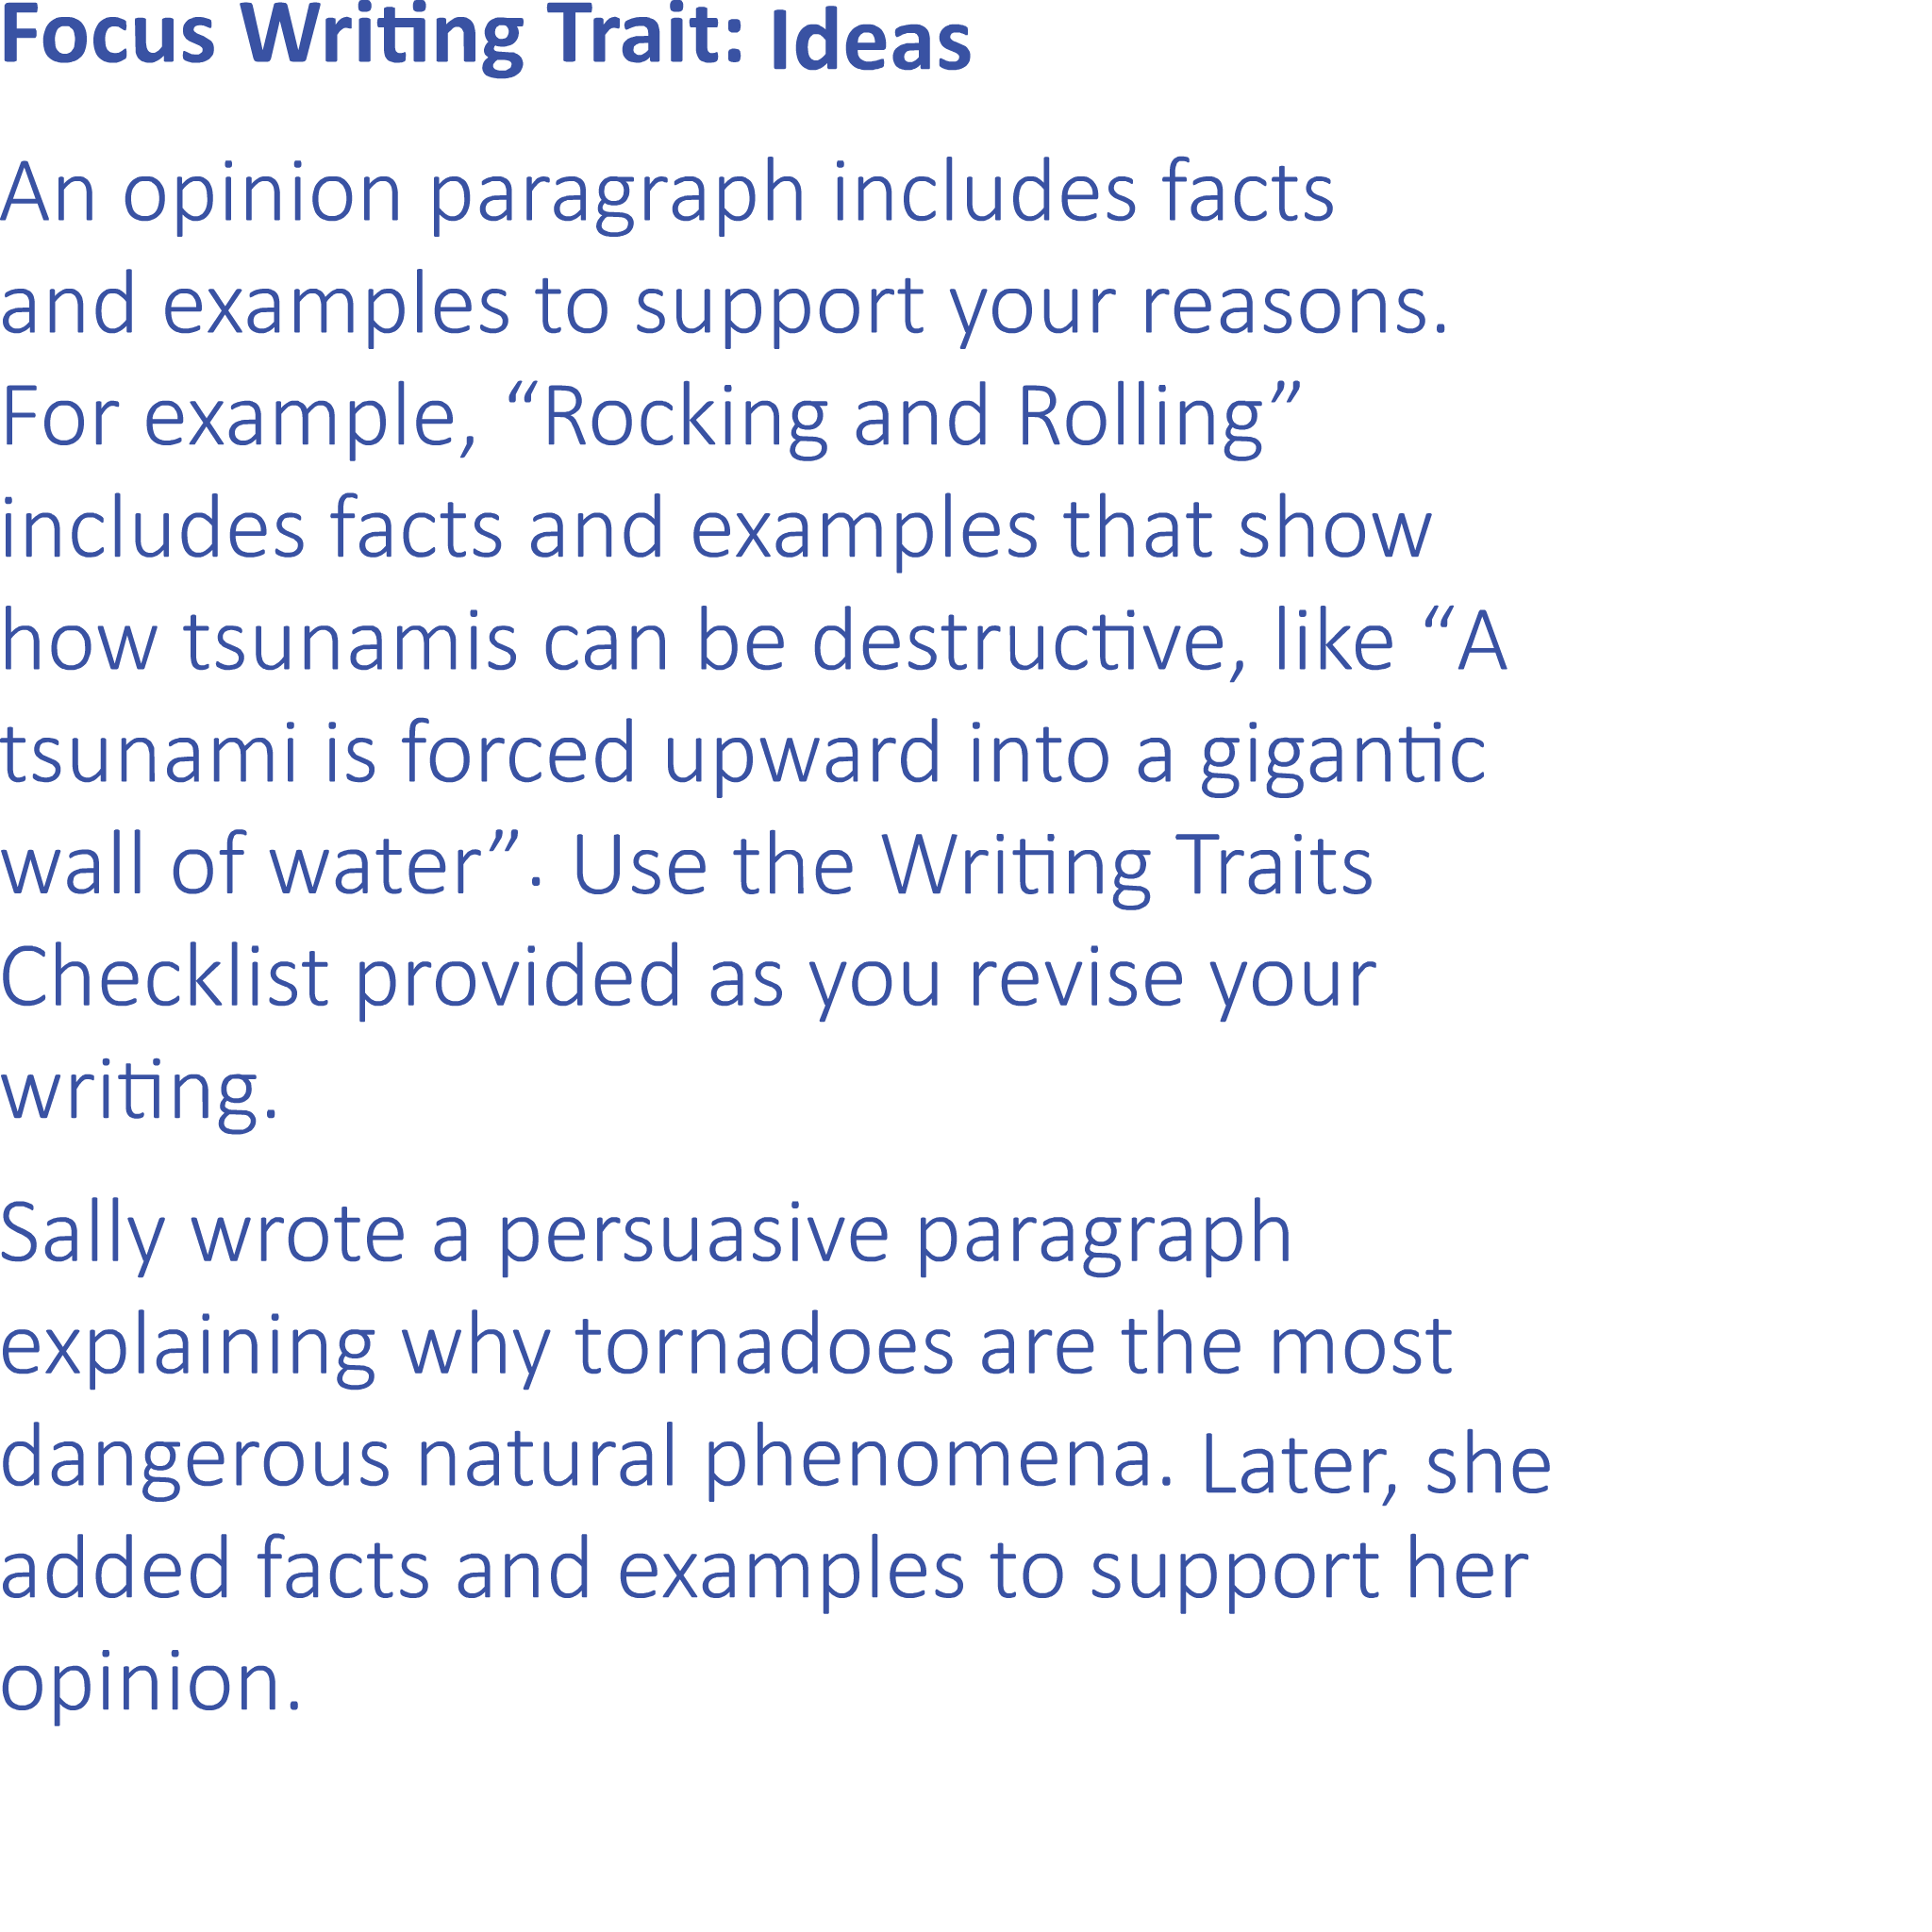 Focus Writing Trait: Ideas
An opinion paragraph includes facts
and examples to support your reasons.
For example, “Rocking and Rolling”
includes facts and examples that show
how tsunamis can be destructive, like “A
tsunami is forced upward into a gigantic
wall of water”. Use the Writing Traits
Checklist provided as you revise your
writing.
Sally wrote a persuasive paragraph
explaining why tornadoes are the most
dangerous natural phenomena. Later, she
added facts and examples to support her
opinion.